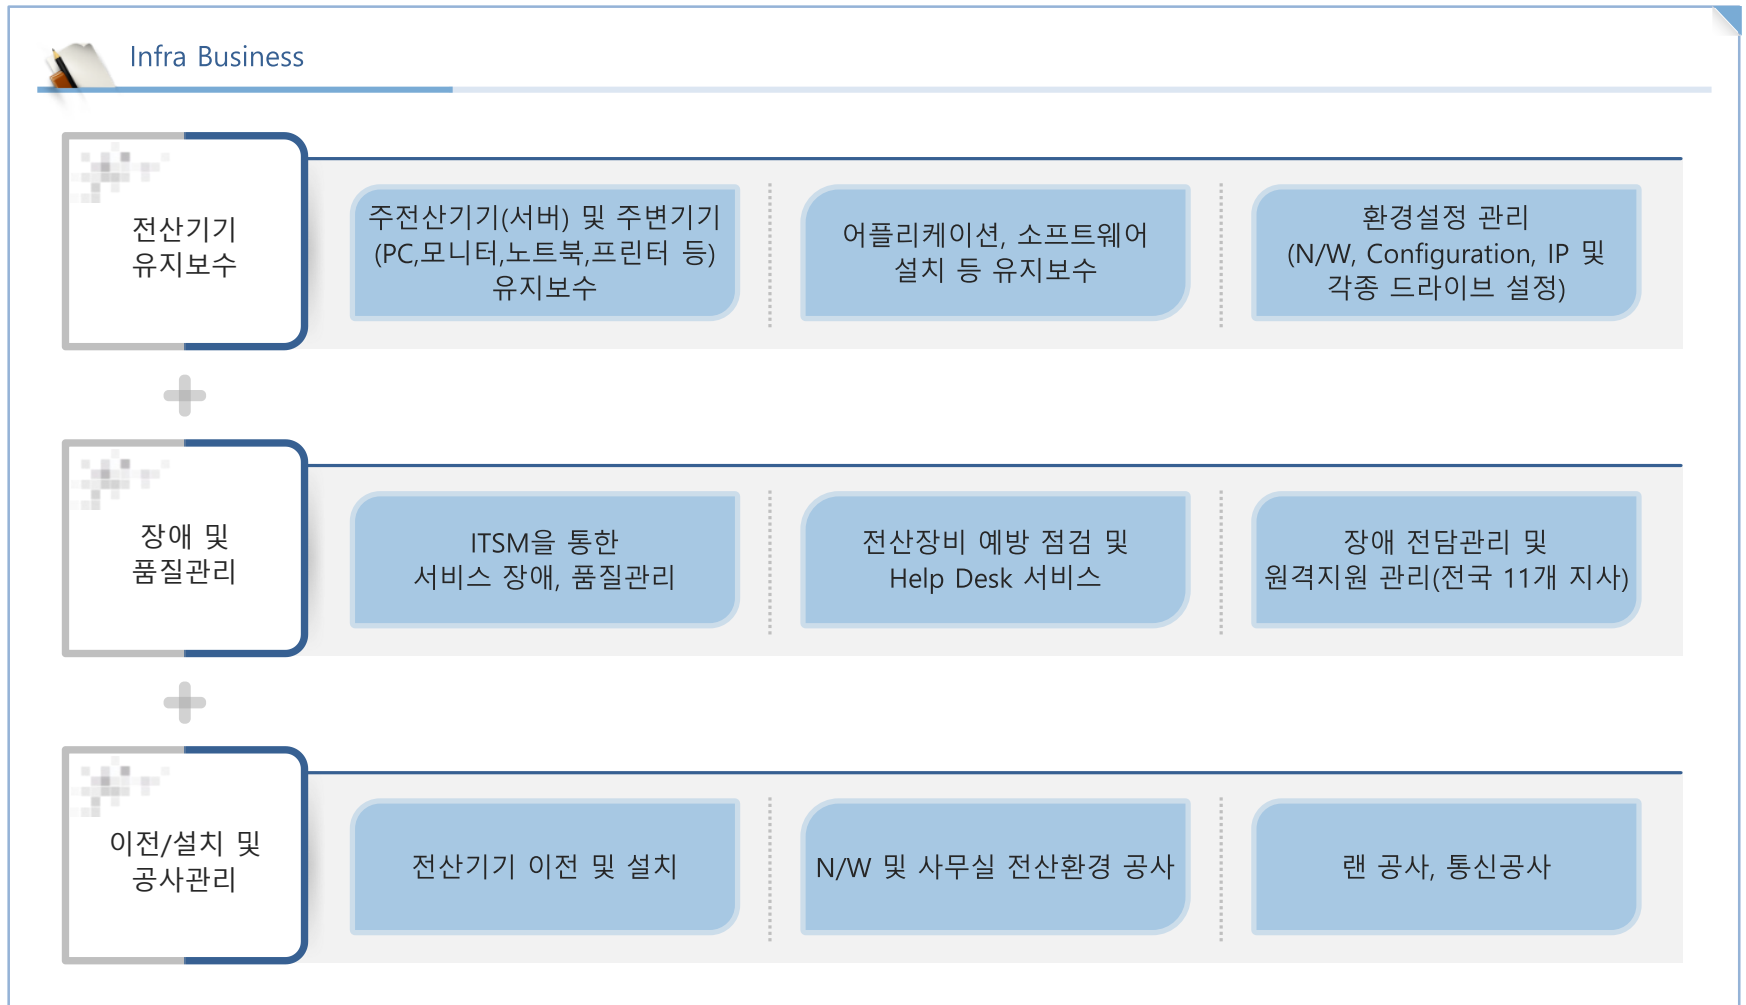 Infra Business
전산기기
유지보수
주전산기기(서버) 및 주변기기
(PC,모니터,노트북,프린터 등)
유지보수
어플리케이션, 소프트웨어
설치 등 유지보수
환경설정 관리
(N/W, Configuration, IP 및
각종 드라이브 설정)
장애 및
품질관리
ITSM을 통한
서비스 장애, 품질관리
전산장비 예방 점검 및
Help Desk 서비스
장애 전담관리 및
원격지원 관리(전국 11개 지사)
이전/설치 및
공사관리
전산기기 이전 및 설치
N/W 및 사무실 전산환경 공사
랜 공사, 통신공사